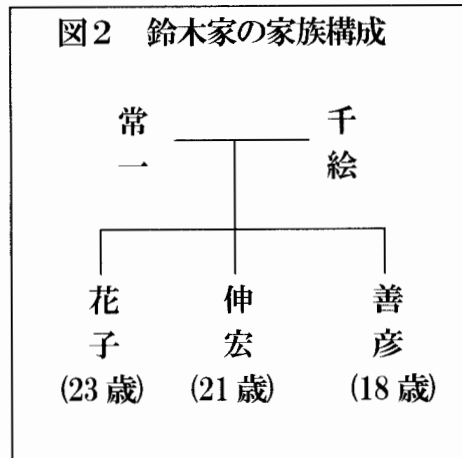 図2 鈴木家の家族構成
常一
千絵
花子
(23歳)
伸宏
(21歳)
善彦
(18歳)